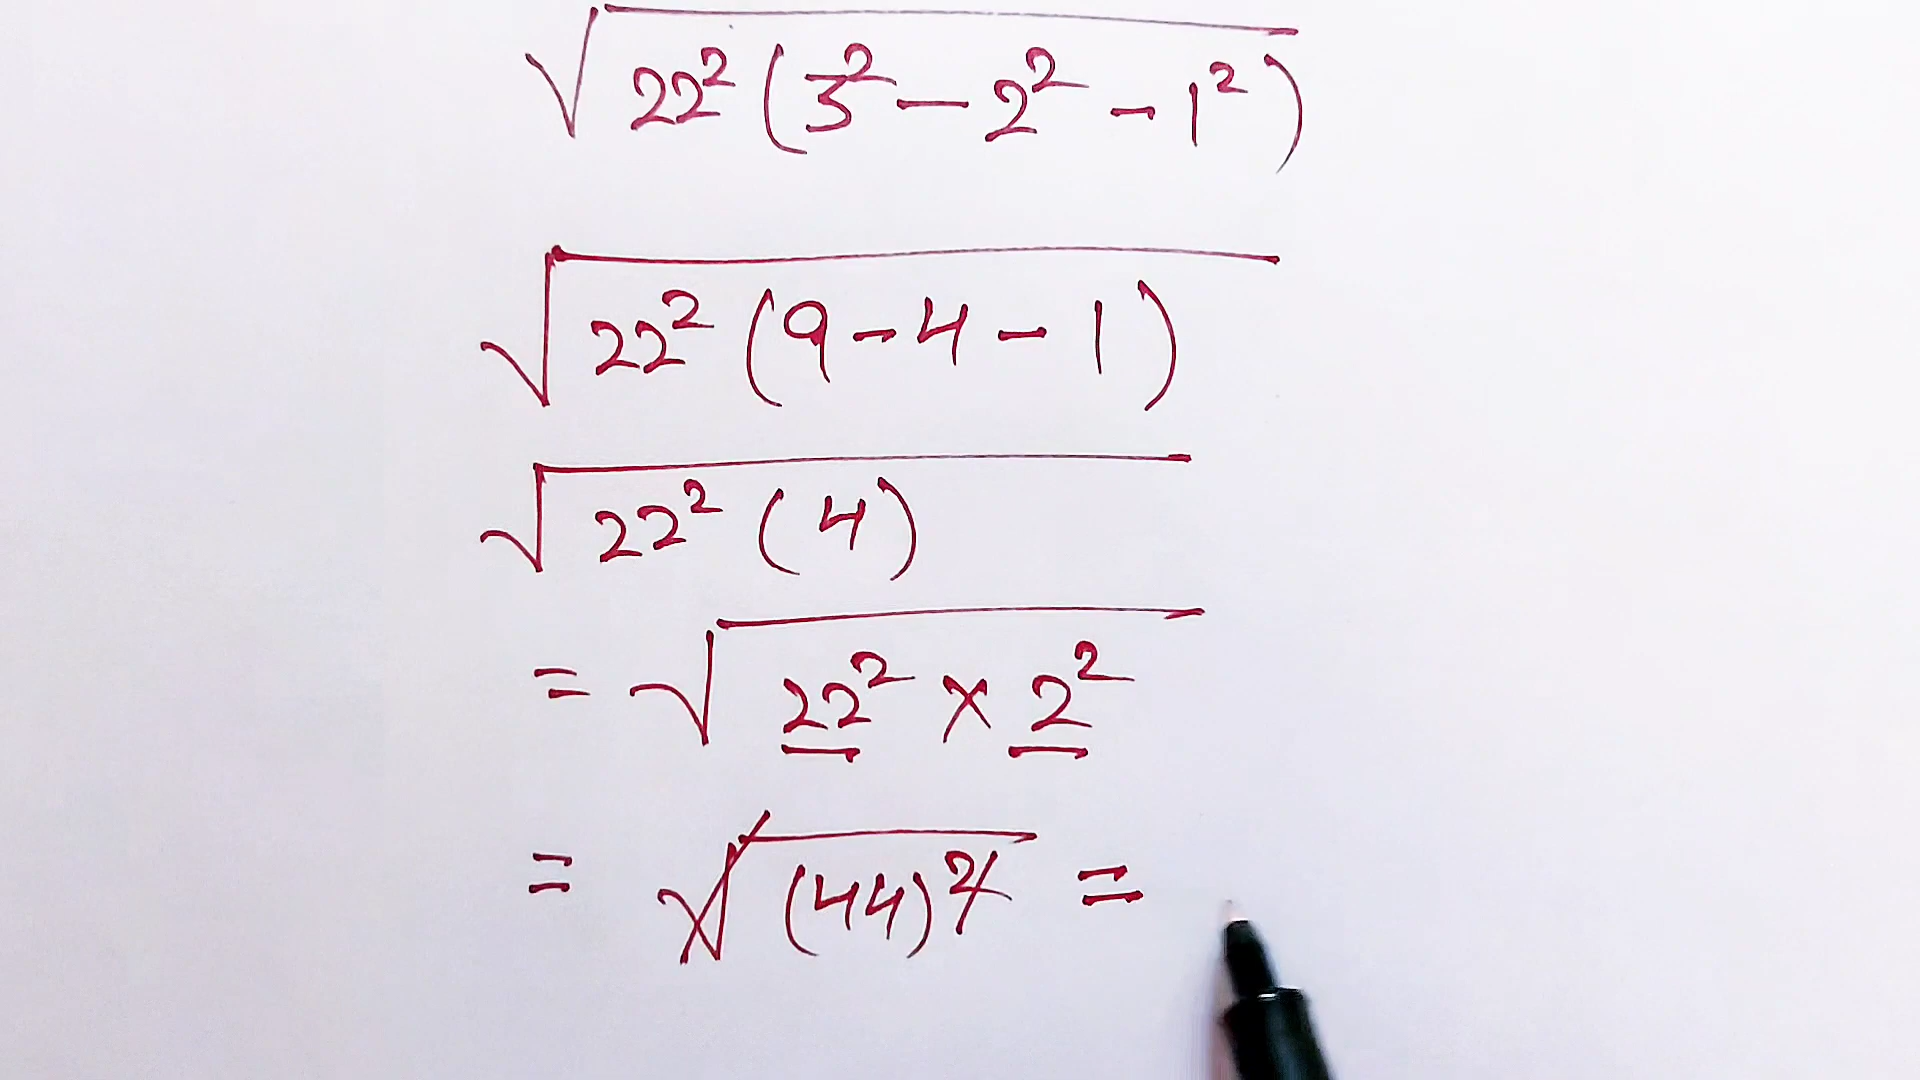 √22² (3² − 2² − 1²)
√22² (9 − 4 − 1)
√22² (4)
= √22² × 2²
= √(44)² =